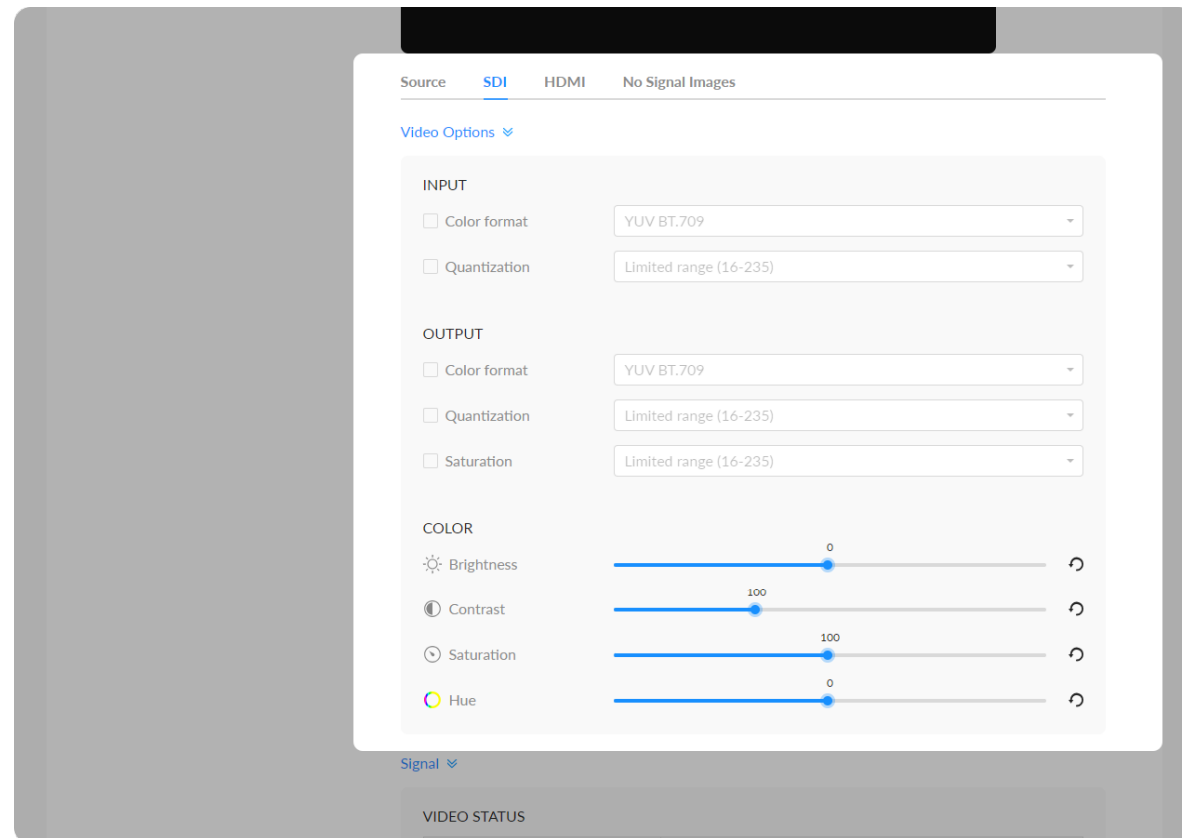 Source SDI HDMI No Signal Images
Video Options
INPUT
Color format YUV BT.709
Quantization Limited range (16-235)
OUTPUT
Color format YUV BT.709
Quantization Limited range (16-235)
Saturation Limited range (16-235)
COLOR
0
Brightness
100
Contrast
100
Saturation
0
Hue
Signal
VIDEO STATUS